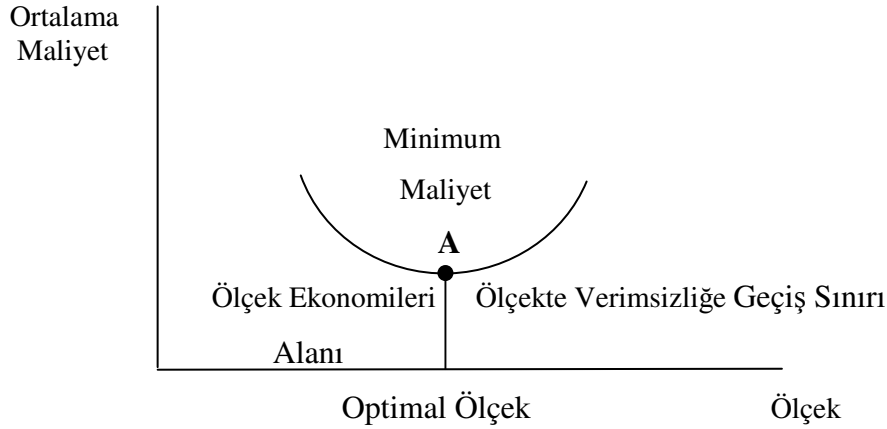 Ortalama
Maliyet
Minimum
Maliyet
A
Ölçek Ekonomileri
Ölçekte Verimsizliğe Geçiş Sınırı
Alanı
Optimal Ölçek
Ölçek